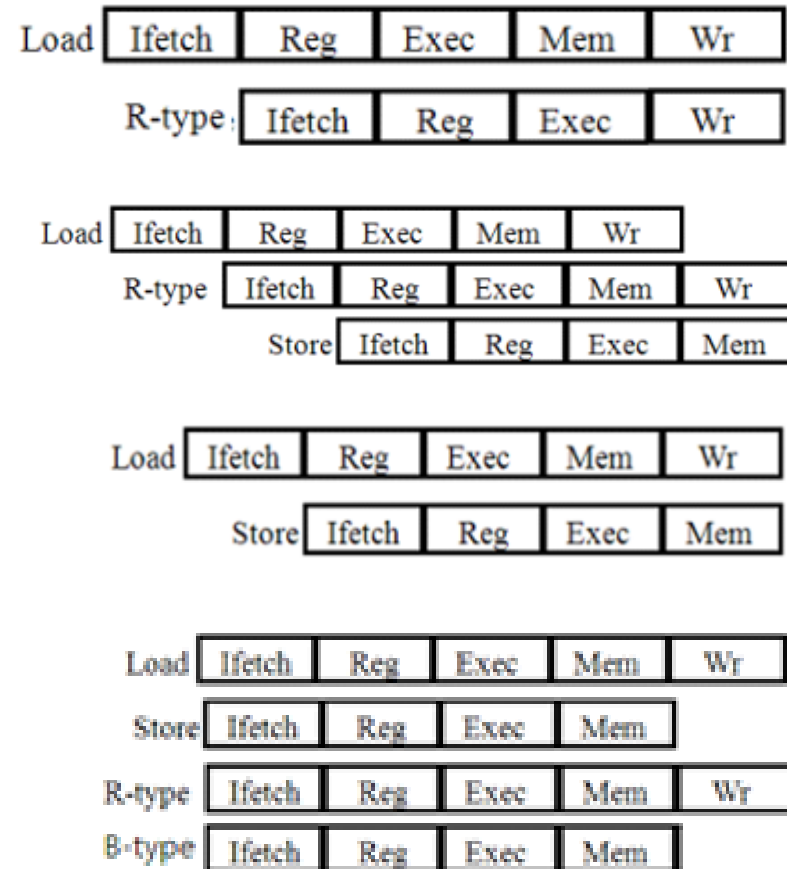 Load Ifetch Reg Exec Mem Wr
R-type: Ifetch Reg Exec Wr
Load Ifetch Reg Exec Mem Wr
R-type Ifetch Reg Exec Mem Wr
Store Ifetch Reg Exec Mem
Load Ifetch Reg Exec Mem Wr
Store Ifetch Reg Exec Mem
Load Ifetch Reg Exec Mem Wr
Store Ifetch Reg Exec Mem
R-type Ifetch Reg Exec Mem Wr
B-type Ifetch Reg Exec Mem